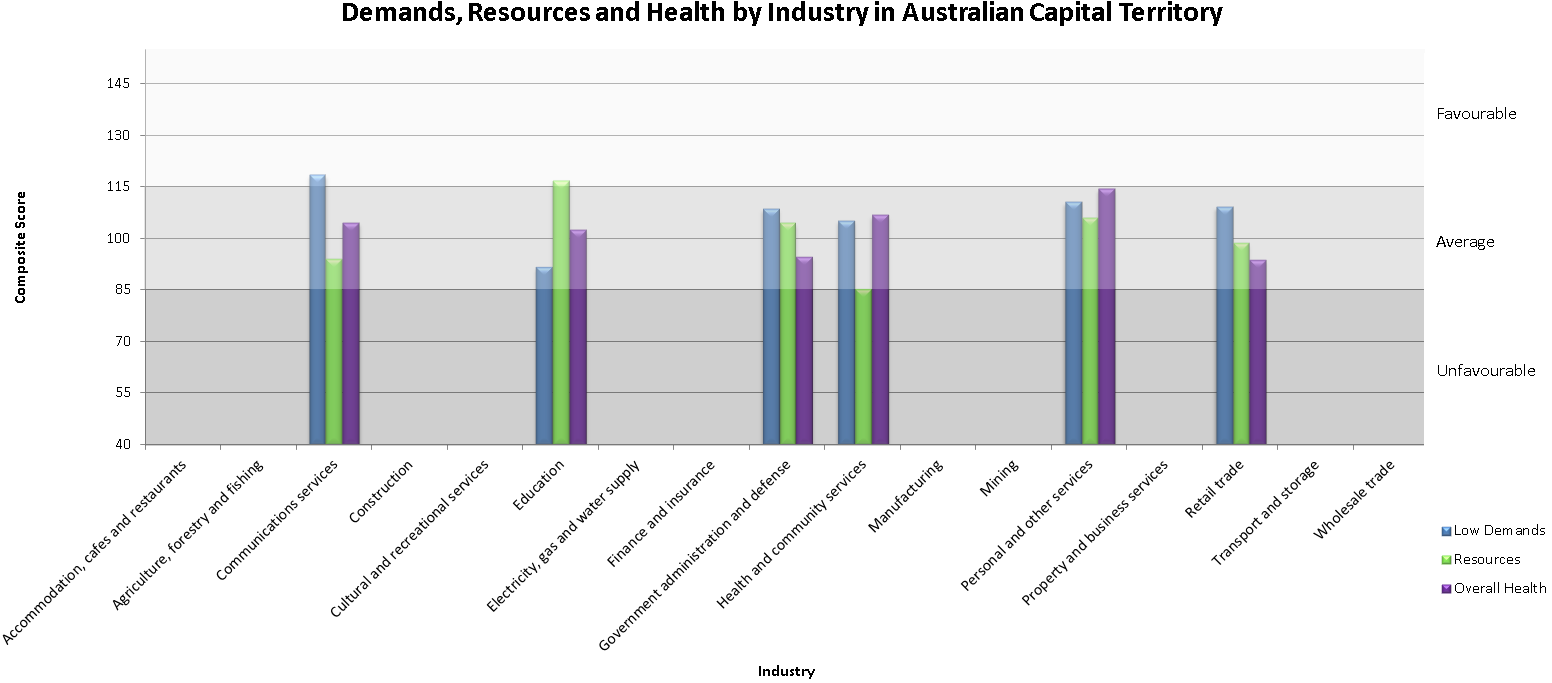 Demands, Resources and Health by Industry in Australian Capital Territory
Composite Score
145
130
115
100
85
70
55
40
Favourable
Average
Unfavourable
Accommodation, cafes and restaurants
Agriculture, forestry and fishing
Communications services
Construction
Cultural and recreational services
Education
Electricity, gas and water supply
Finance and insurance
Government administration and defense
Health and community services
Manufacturing
Mining
Personal and other services
Property and business services
Retail trade
Transport and storage
Wholesale trade
Low Demands
Resources
Overall Health
Industry